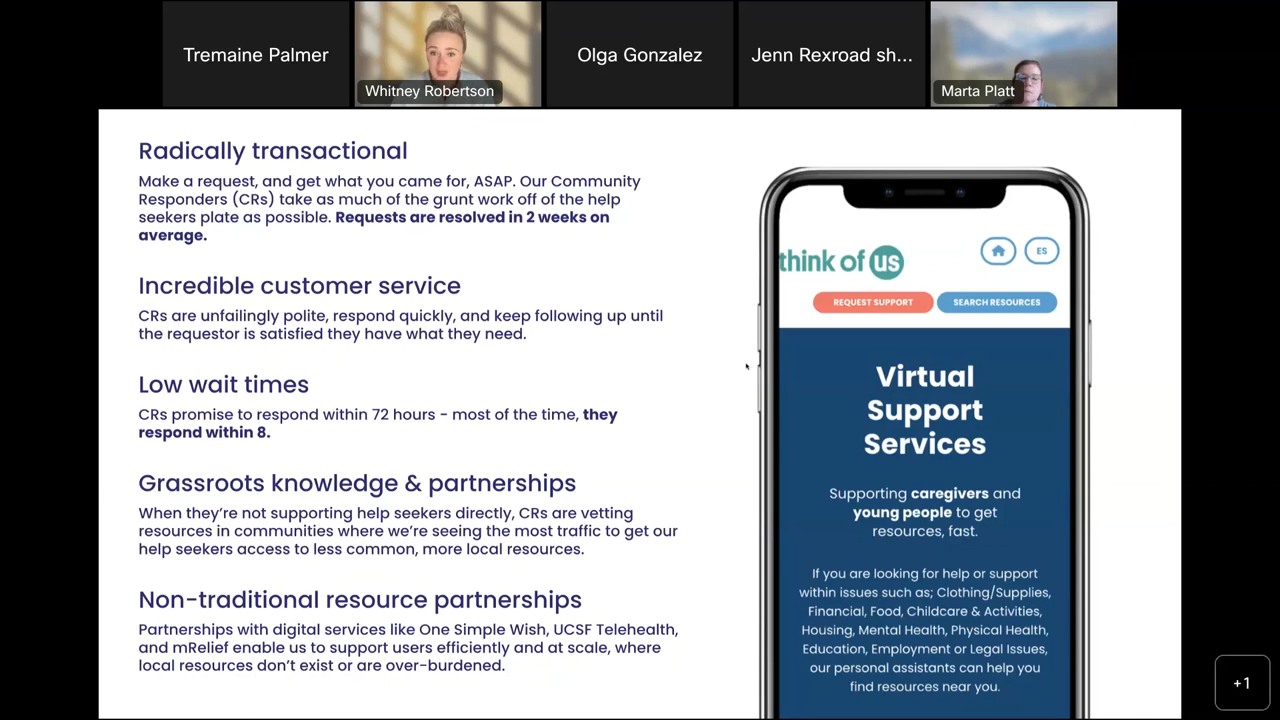 Tremaine Palmer
Whitney Robertson
Olga Gonzalez
Jenn Rexroad sh...
Marta Platt
Radically transactional
Make a request, and get what you came for, ASAP. Our Community
Responders (CRs) take as much of the grunt work off of the help
seekers plate as possible. Requests are resolved in 2 weeks on
average.
Incredible customer service
CRs are unfailingly polite, respond quickly, and keep following up until
the requestor is satisfied they have what they need.
Low wait times
CRs promise to respond within 72 hours - most of the time, they
respond within 8.
Grassroots knowledge & partnerships
When they’re not supporting help seekers directly, CRs are vetting
resources in communities where we’re seeing the most traffic to get our
help seekers access to less common, more local resources.
Non-traditional resource partnerships
Partnerships with digital services like One Simple Wish, UCSF Telehealth,
and mRelief enable us to support users efficiently and at scale, where
local resources don’t exist or are over-burdened.
think of us
ES
REQUEST SUPPORT
SEARCH RESOURCES
Virtual
Support
Services
Supporting caregivers and
young people to get
resources, fast.
If you are looking for help or support
within issues such as; Clothing/Supplies,
Financial, Food, Childcare & Activities,
Housing, Mental Health, Physical Health,
Education, Employment or Legal Issues,
our personal assistants can help you
find resources near you.
+1